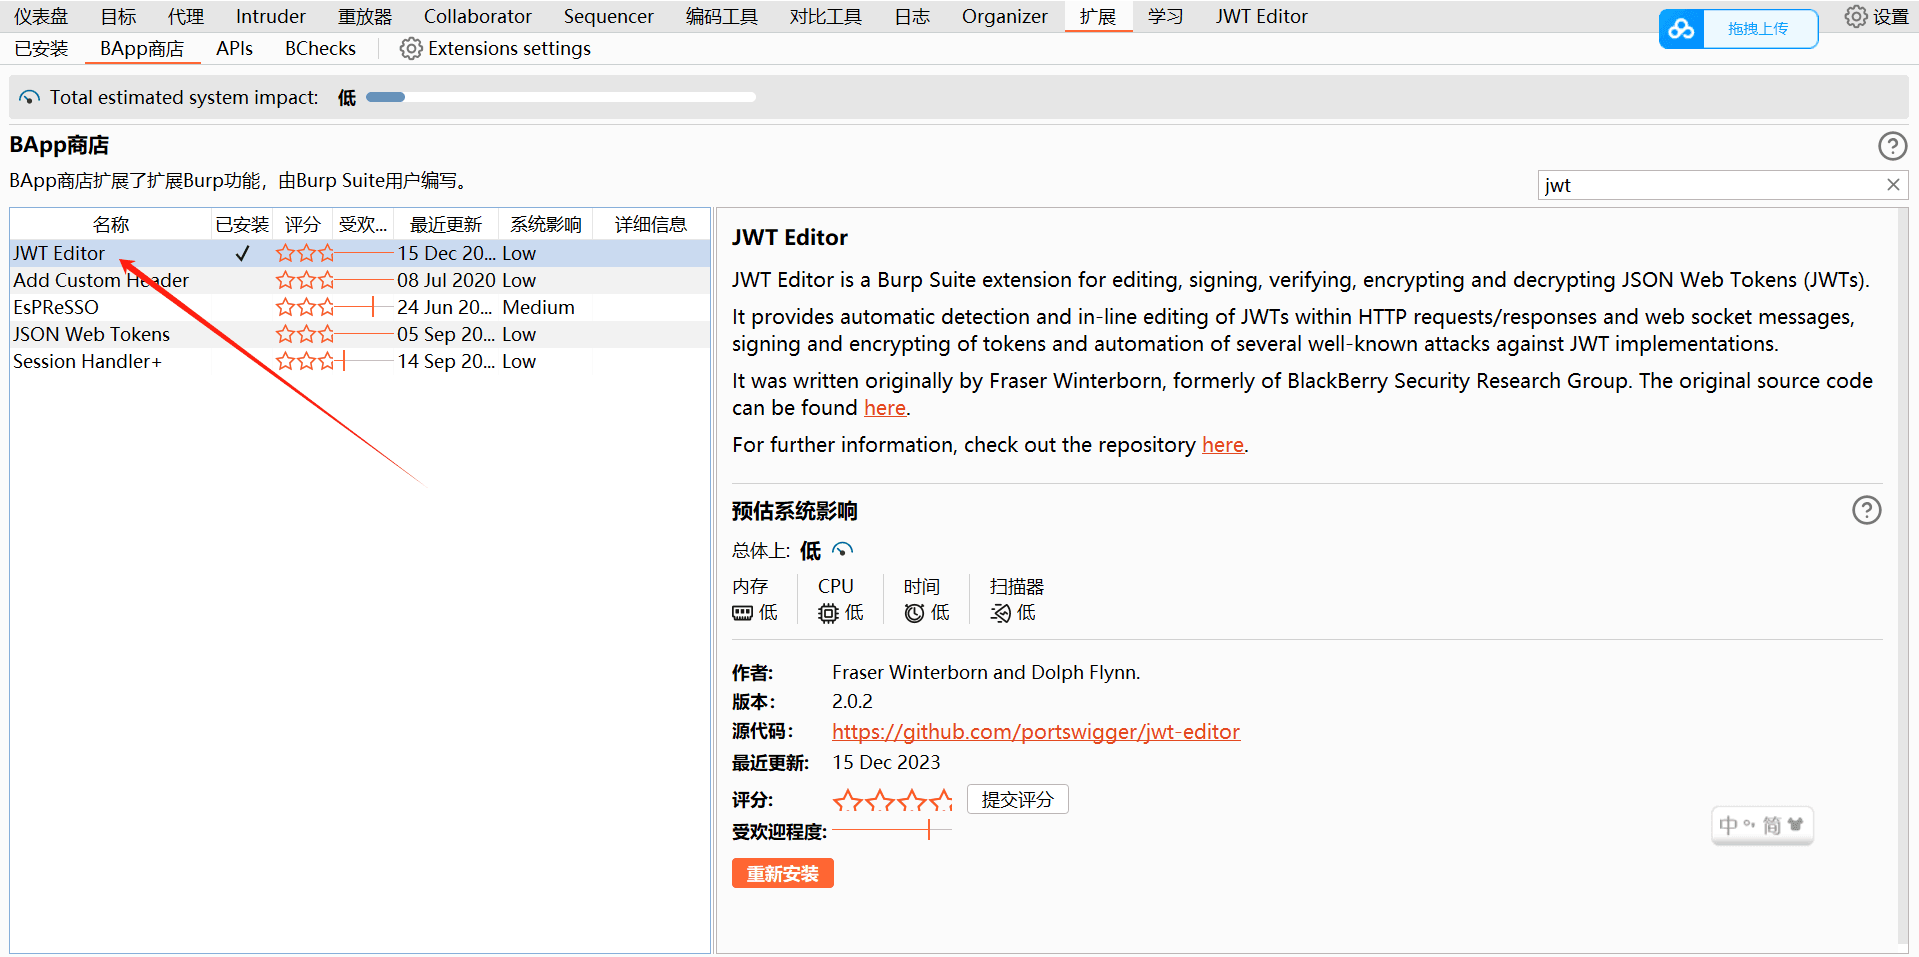 仪表盘 目标 代理 Intruder 重放器 Collaborator Sequencer 编码工具 对比工具 日志 Organizer 扩展 学习 JWT Editor 设置
拖拽上传
已安装 BApp商店 APIs BChecks Extensions settings
Total estimated system impact: 低
BApp商店
BApp商店扩展了扩展Burp功能，由Burp Suite用户编写。
jwt
名称 已安装 评分 受欢... 最近更新 系统影响 详细信息
JWT Editor 15 Dec 20... Low
Add Custom Header 08 Jul 2020 Low
EsPReSSO 24 Jun 20... Medium
JSON Web Tokens 05 Sep 20... Low
Session Handler+ 14 Sep 20... Low
JWT Editor
JWT Editor is a Burp Suite extension for editing, signing, verifying, encrypting and decrypting JSON Web Tokens (JWTs).
It provides automatic detection and in-line editing of JWTs within HTTP requests/responses and web socket messages,
signing and encrypting of tokens and automation of several well-known attacks against JWT implementations.
It was written originally by Fraser Winterborn, formerly of BlackBerry Security Research Group. The original source code
can be found here.
For further information, check out the repository here.
预估系统影响
总体上: 低
内存 CPU 时间 扫描器
低 低 低 低
作者: Fraser Winterborn and Dolph Flynn.
版本: 2.0.2
源代码: https://github.com/portswigger/jwt-editor
最近更新: 15 Dec 2023
评分: 提交评分
受欢迎程度:
重新安装
中 简